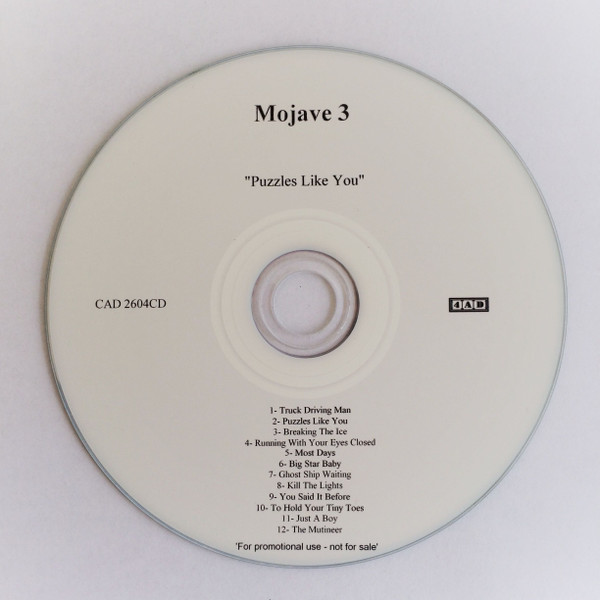 Mojave 3
"Puzzles Like You"
CAD 2604CD
4AD
1- Truck Driving Man
2- Puzzles Like You
3- Breaking The Ice
4- Running With Your Eyes Closed
5- Most Days
6- Big Star Baby
7- Ghost Ship Waiting
8- Kill The Lights
9- You Said It Before
10- To Hold Your Tiny Toes
11- Just A Boy
12- The Mutineer
'For promotional use - not for sale'